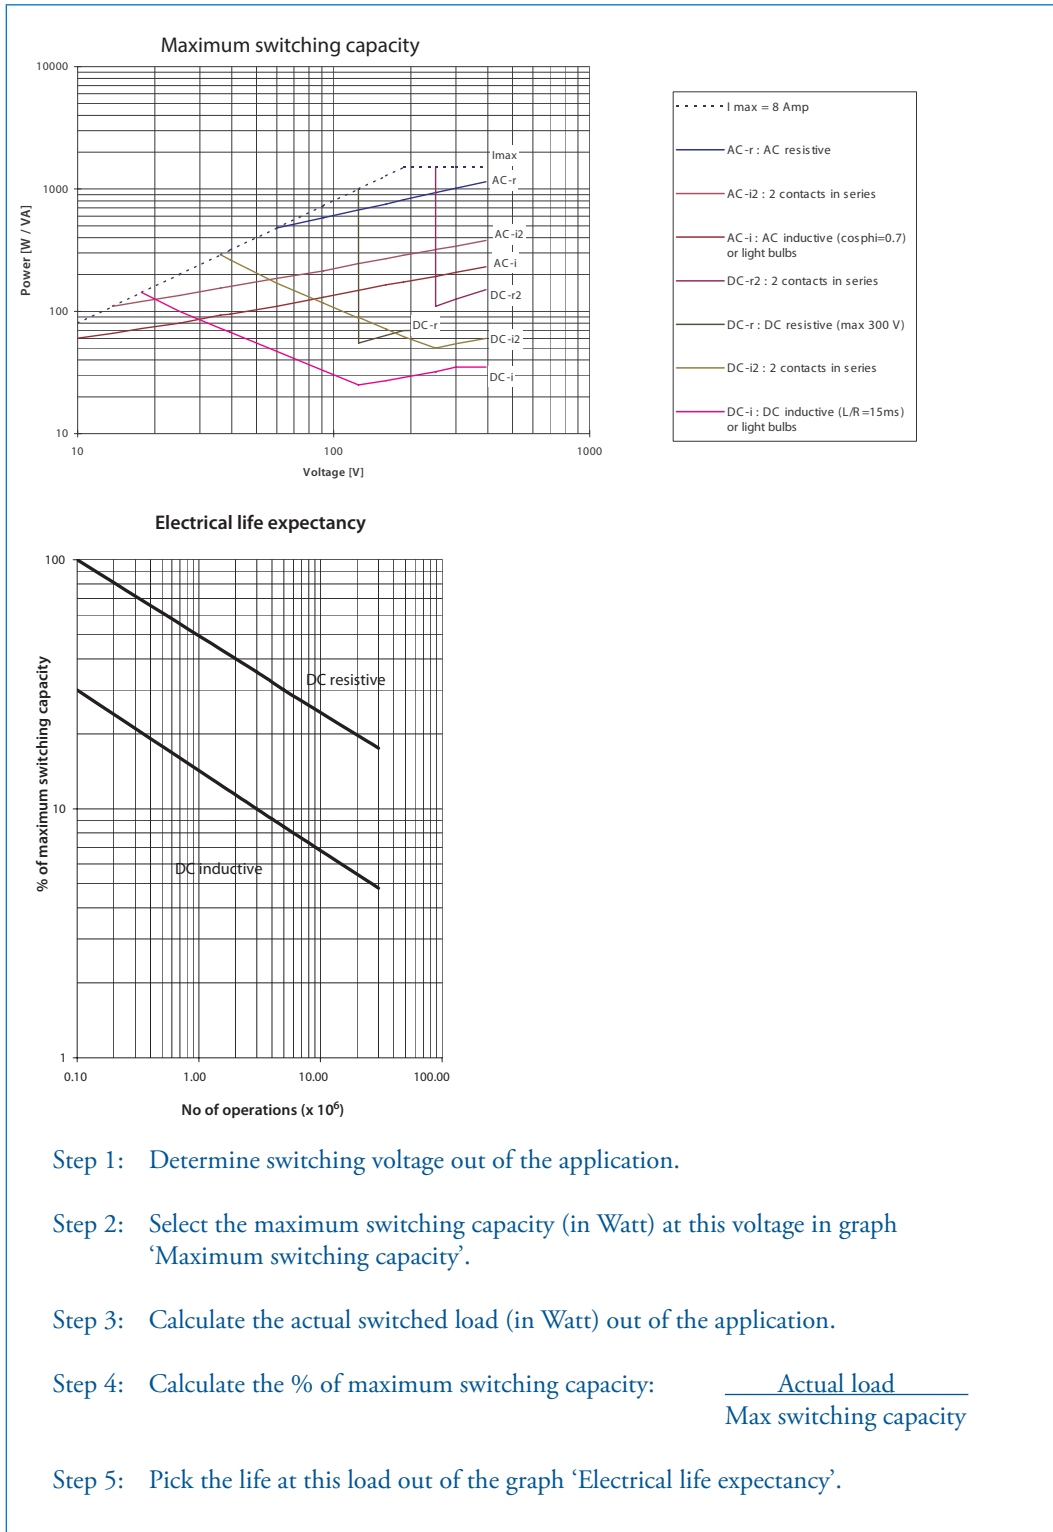 Maximum switching capacity
10000
1000
100
10
10
100
1000
Power [W / VA]
Voltage [V]
Imax
AC-r
AC-i2
AC-i
DC-r2
DC-r
DC-i2
DC-i
I max = 8 Amp
AC-r : AC resistive
AC-i2 : 2 contacts in series
AC-i : AC inductive (cosphi=0.7)
or light bulbs
DC-r2 : 2 contacts in series
DC-r : DC resistive (max 300 V)
DC-i2 : 2 contacts in series
DC-i : DC inductive (L/R=15ms)
or light bulbs
Electrical life expectancy
100
10
1
% of maximum switching capacity
DC resistive
DC inductive
0.10
1.00
10.00
100.00
No of operations (x 10⁶)
Step 1: Determine switching voltage out of the application.
Step 2: Select the maximum switching capacity (in Watt) at this voltage in graph
‘Maximum switching capacity’.
Step 3: Calculate the actual switched load (in Watt) out of the application.
Step 4: Calculate the % of maximum switching capacity: Actual load
Max switching capacity
Step 5: Pick the life at this load out of the graph ‘Electrical life expectancy’.